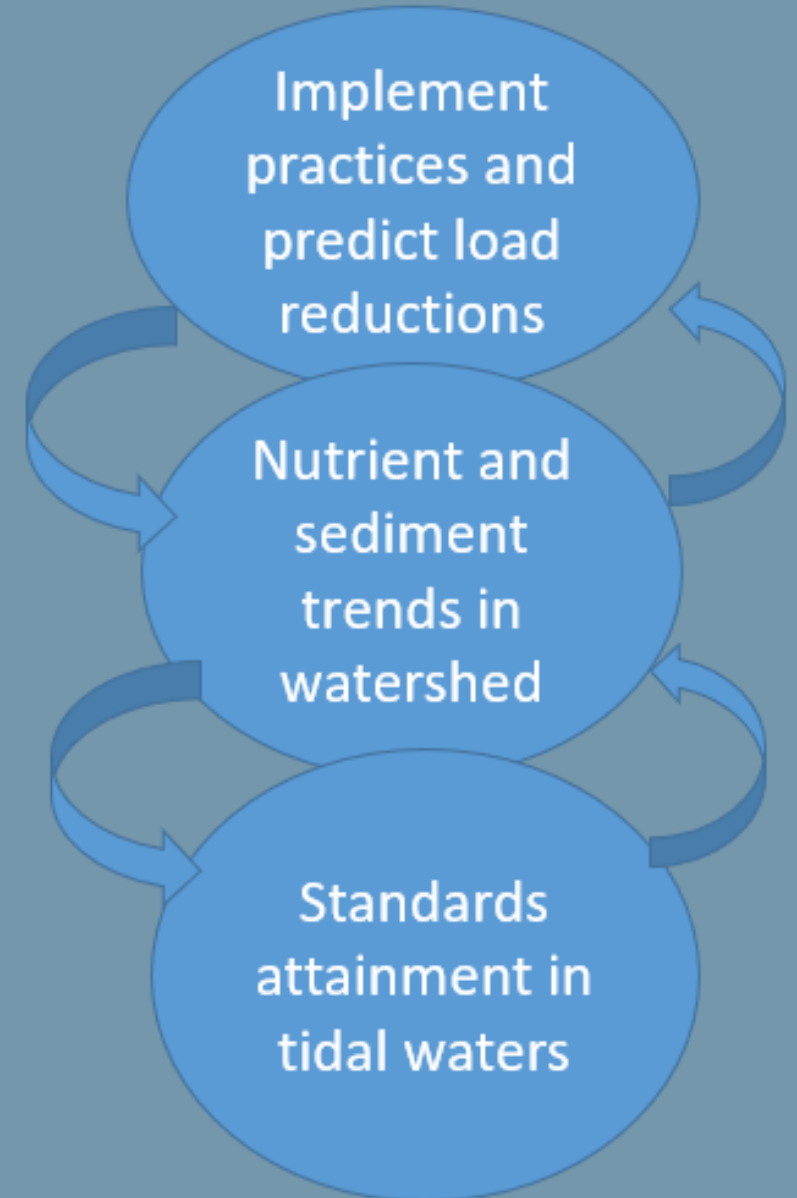 Implement
practices and
predict load
reductions
Nutrient and
sediment
trends in
watershed
Standards
attainment in
tidal waters